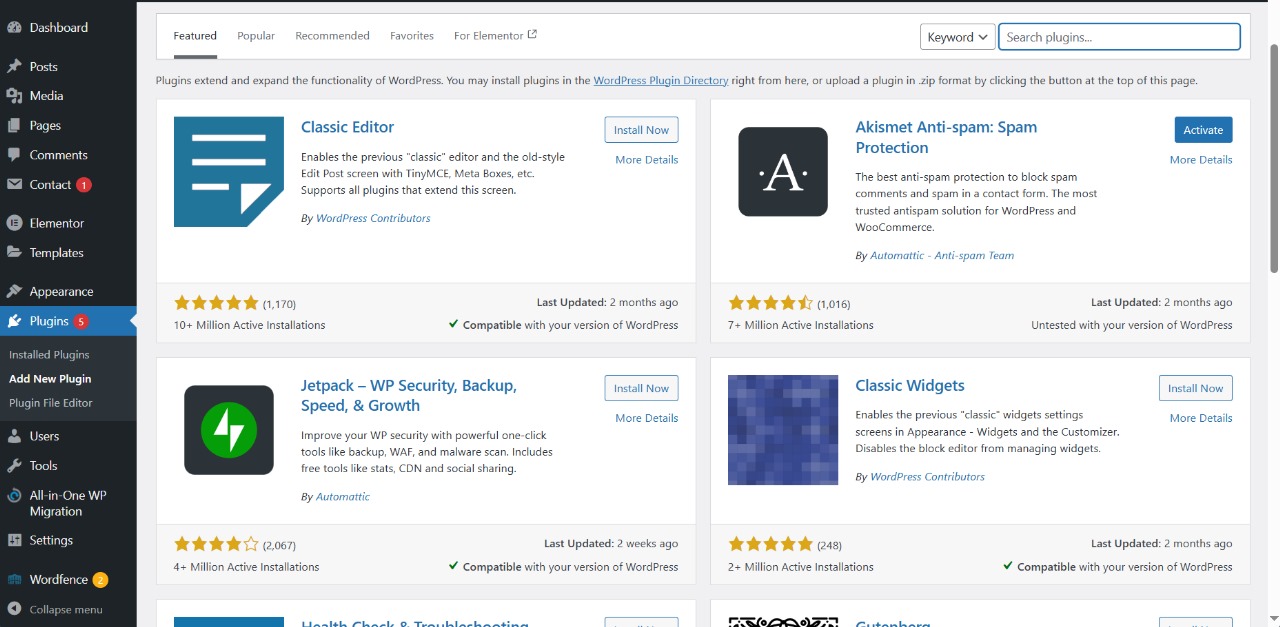 Dashboard
Posts
Media
Pages
Comments
Contact 1
Elementor
Templates
Appearance
Plugins 5
Installed Plugins
Add New Plugin
Plugin File Editor
Users
Tools
All-in-One WP
Migration
Settings
Wordfence 2
Collapse menu
Featured Popular Recommended Favorites For Elementor
Keyword
Search plugins...
Plugins extend and expand the functionality of WordPress. You may install plugins in the WordPress Plugin Directory right from here, or upload a plugin in .zip format by clicking the button at the top of this page.
Classic Editor
Install Now
More Details
Enables the previous "classic" editor and the old-style
Edit Post screen with TinyMCE, Meta Boxes, etc.
Supports all plugins that extend this screen.
By WordPress Contributors
(1,170)
Last Updated: 2 months ago
10+ Million Active Installations
Compatible with your version of WordPress
A
Akismet Anti-spam: Spam
Protection
Activate
More Details
The best anti-spam protection to block spam
comments and spam in a contact form. The most
trusted antispam solution for WordPress and
WooCommerce.
By Automattic - Anti-spam Team
(1,016)
Last Updated: 2 months ago
7+ Million Active Installations
Untested with your version of WordPress
Jetpack – WP Security, Backup,
Speed, & Growth
Install Now
More Details
Improve your WP security with powerful one-click
tools like backup, WAF, and malware scan. Includes
free tools like stats, CDN and social sharing.
By Automattic
(2,067)
Last Updated: 2 weeks ago
4+ Million Active Installations
Compatible with your version of WordPress
Classic Widgets
Install Now
More Details
Enables the previous "classic" widgets settings
screens in Appearance - Widgets and the Customizer.
Disables the block editor from managing widgets.
By WordPress Contributors
(248)
Last Updated: 2 months ago
2+ Million Active Installations
Compatible with your version of WordPress
Health Check & Troubleshooting
Install Now
Gutenberg
Install Now